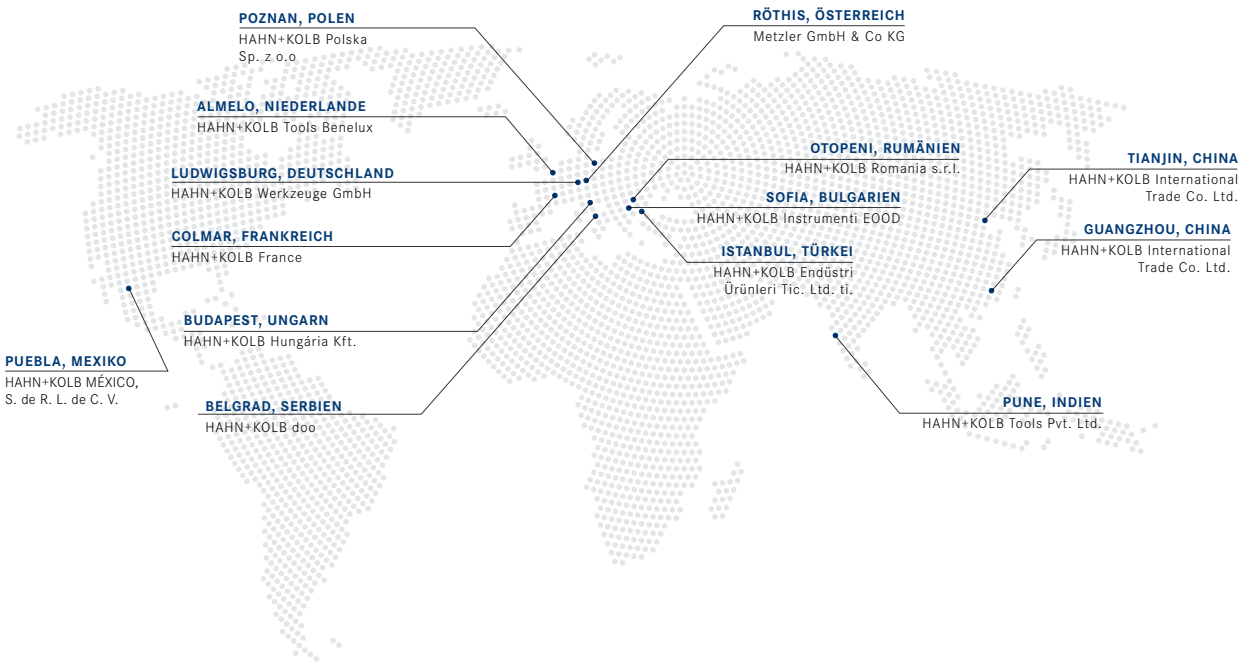 POZNAN, POLEN
HAHN+KOLB Polska
Sp. z o.o
RÖTHIS, ÖSTERREICH
Metzler GmbH & Co KG
ALMELO, NIEDERLANDE
HAHN+KOLB Tools Benelux
LUDWIGSBURG, DEUTSCHLAND
HAHN+KOLB Werkzeuge GmbH
COLMAR, FRANKREICH
HAHN+KOLB France
BUDAPEST, UNGARN
HAHN+KOLB Hungária Kft.
PUEBLA, MEXIKO
HAHN+KOLB MÉXICO,
S. de R. L. de C. V.
BELGRAD, SERBIEN
HAHN+KOLB doo
OTOPENI, RUMÄNIEN
HAHN+KOLB Romania s.r.l.
SOFIA, BULGARIEN
HAHN+KOLB Instrumenti EOOD
ISTANBUL, TÜRKEI
HAHN+KOLB Endüstri
Ürünleri Tic. Ltd. ti.
TIANJIN, CHINA
HAHN+KOLB International
Trade Co. Ltd.
GUANGZHOU, CHINA
HAHN+KOLB International
Trade Co. Ltd.
PUNE, INDIEN
HAHN+KOLB Tools Pvt. Ltd.